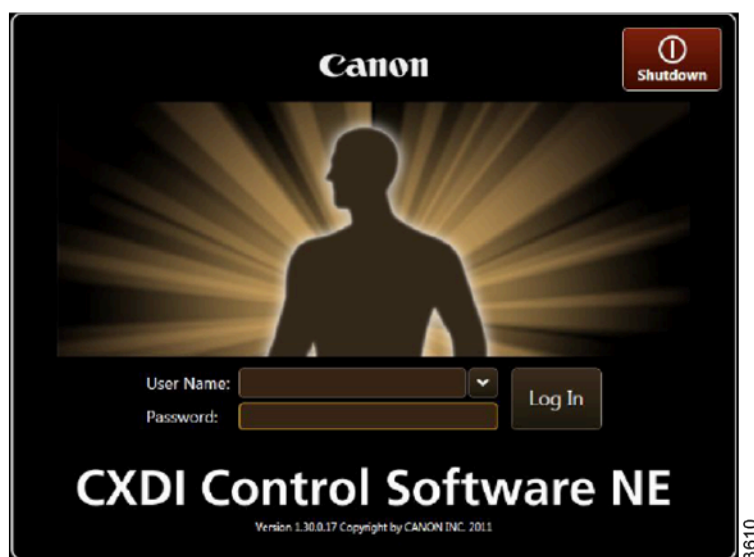 Canon
Shutdown
User Name:
Log In
Password:
CXDI Control Software NE
Version 1.30.0.17 Copyright by CANON INC. 2011